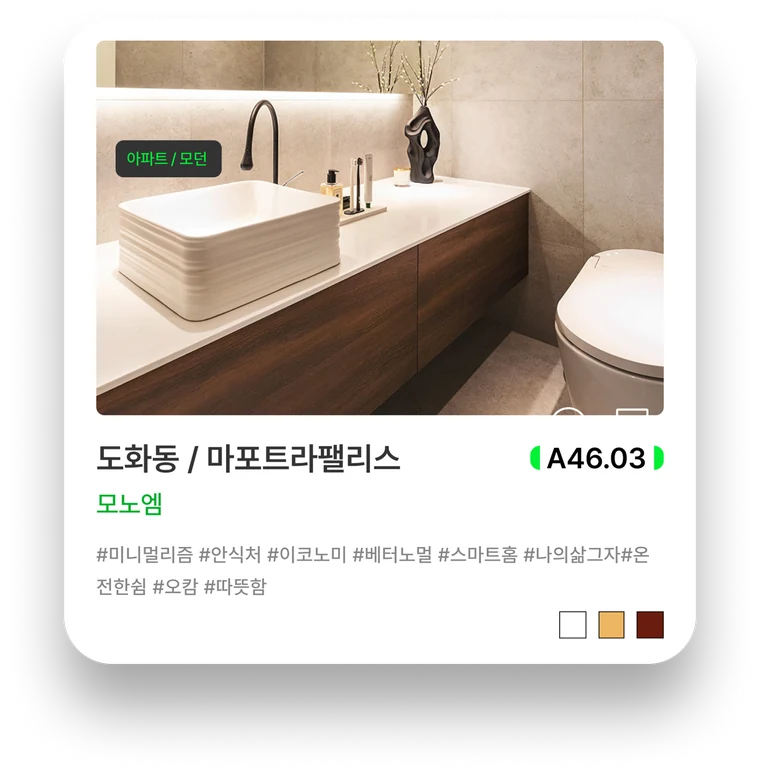 아파트 / 모던
도화동 / 마포트라팰리스
A46.03
모노엠
#미니멀리즘 #안식처 #이코노미 #베터노멀 #스마트홈 #나의삶그자#온
전한쉼 #오캄 #따뜻함